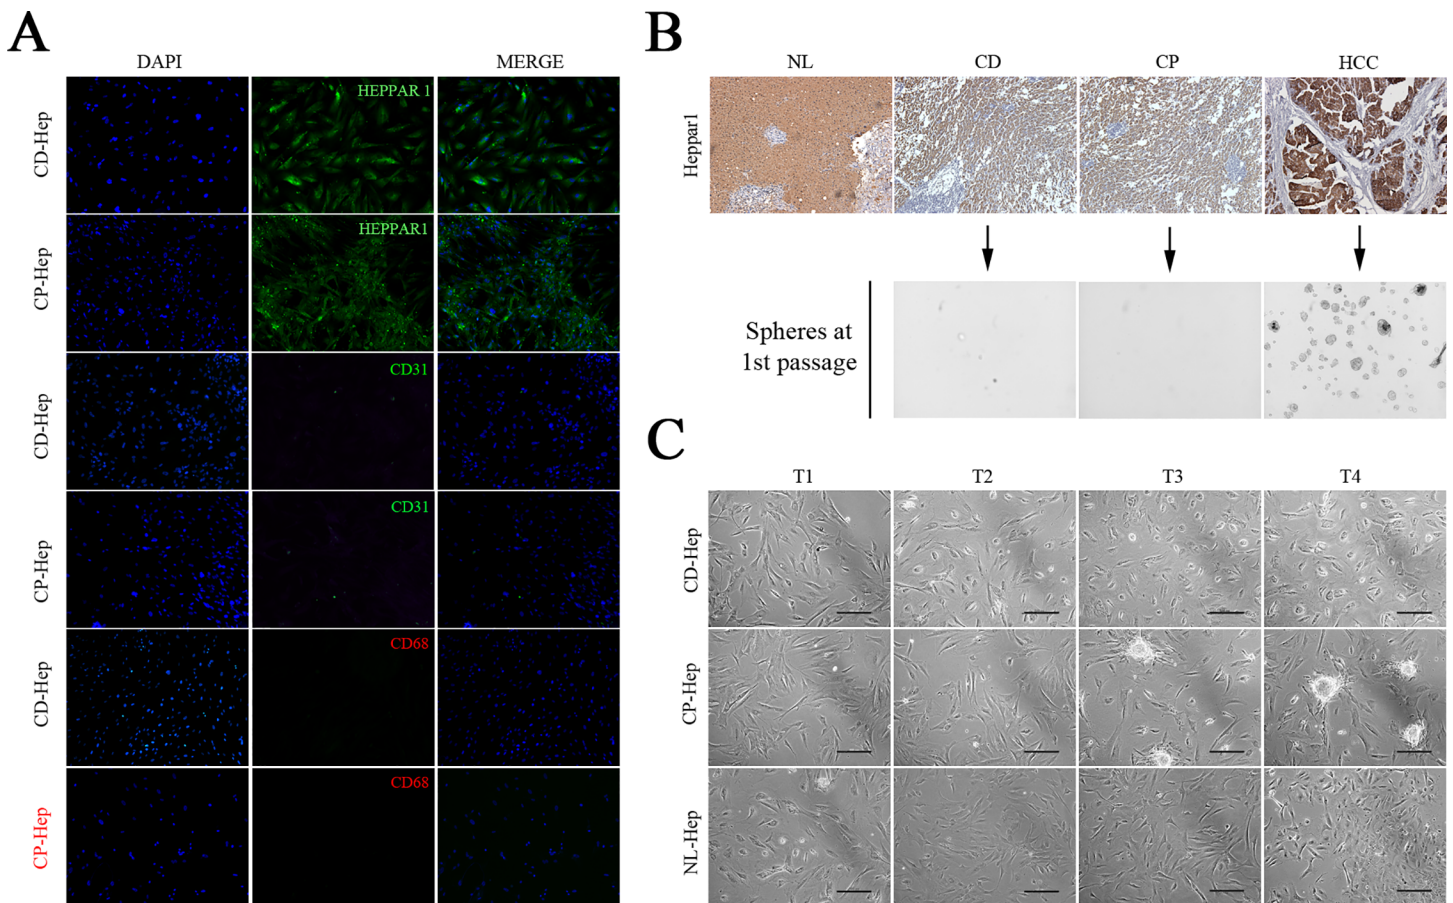 A
DAPI
MERGE
CD-Hep
HEPPAR 1
CP-Hep
HEPPAR1
CD-Hep
CD31
CP-Hep
CD31
CD-Hep
CD68
CP-Hep
CD68
B
NL
CD
CP
HCC
Heppar1
Spheres at
1st passage
C
T1
T2
T3
T4
CD-Hep
CP-Hep
NL-Hep